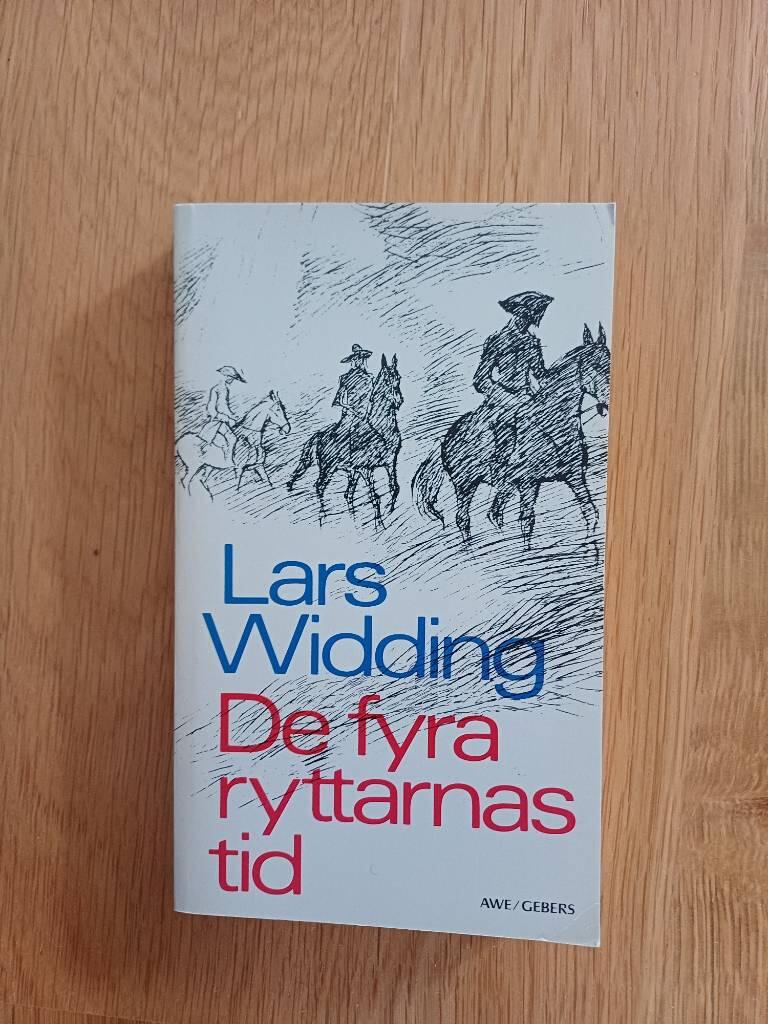 Lars
Widding
De fyra
ryttarnas
tid
AWE/GEBERS